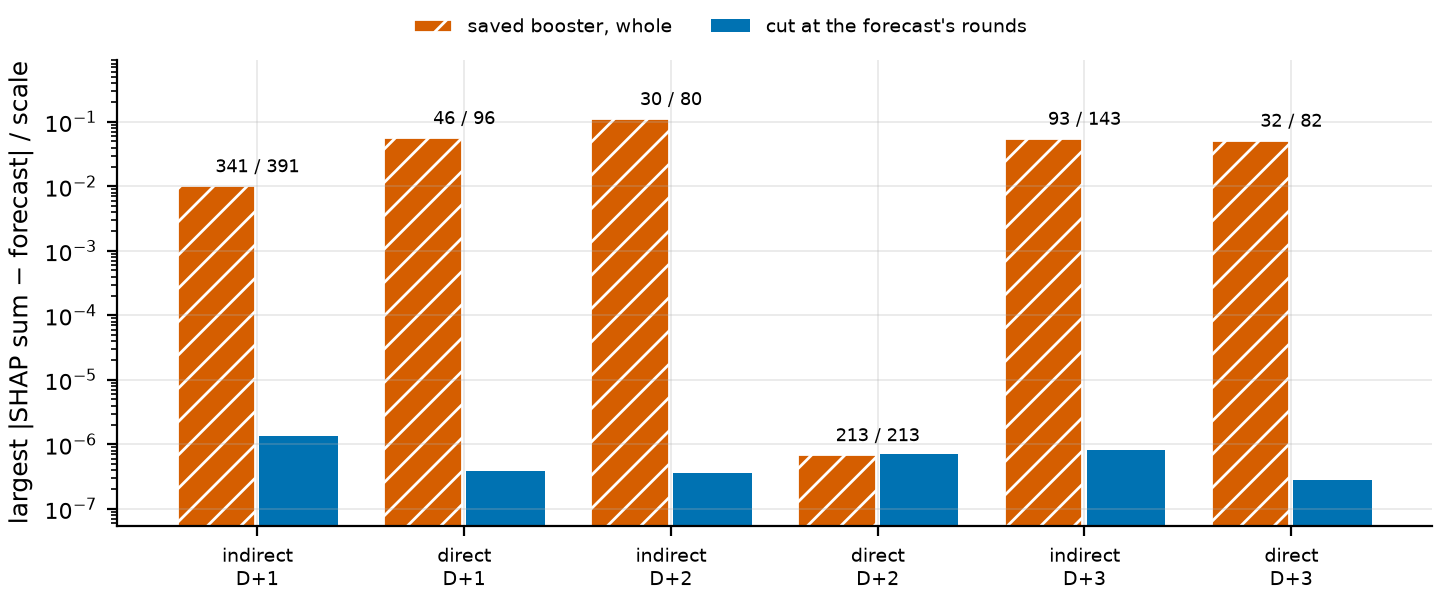 saved booster, whole
cut at the forecast's rounds
largest |SHAP sum − forecast| / scale
10⁻¹
10⁻²
10⁻³
10⁻⁴
10⁻⁵
10⁻⁶
10⁻⁷
341 / 391
46 / 96
30 / 80
213 / 213
93 / 143
32 / 82
indirect
D+1
direct
D+1
indirect
D+2
direct
D+2
indirect
D+3
direct
D+3